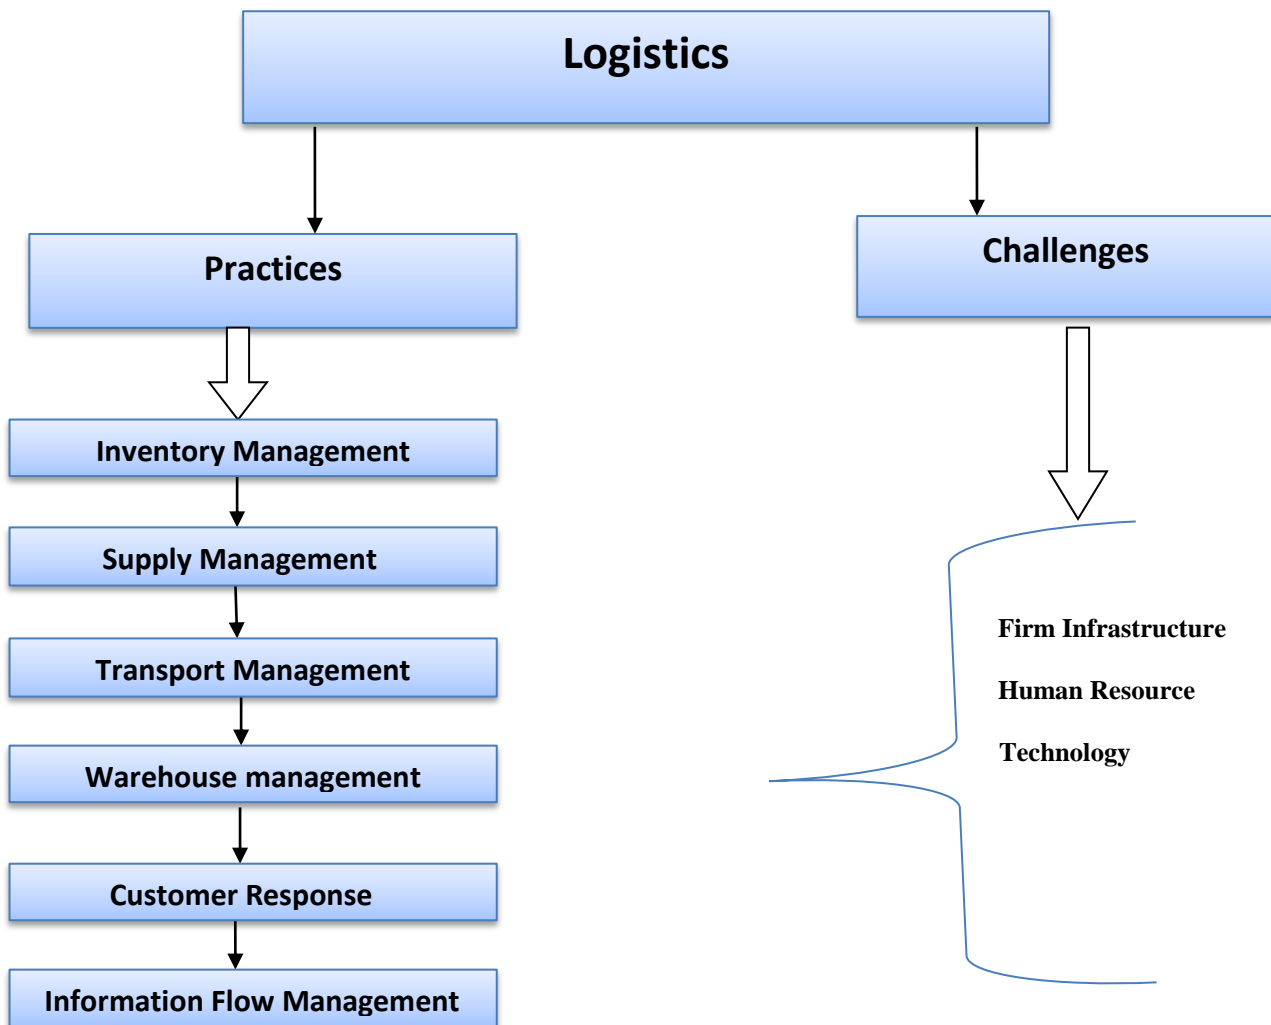 Logistics
Practices
Challenges
Inventory Management
Supply Management
Transport Management
Warehouse management
Customer Response
Information Flow Management
Firm Infrastructure
Human Resource
Technology